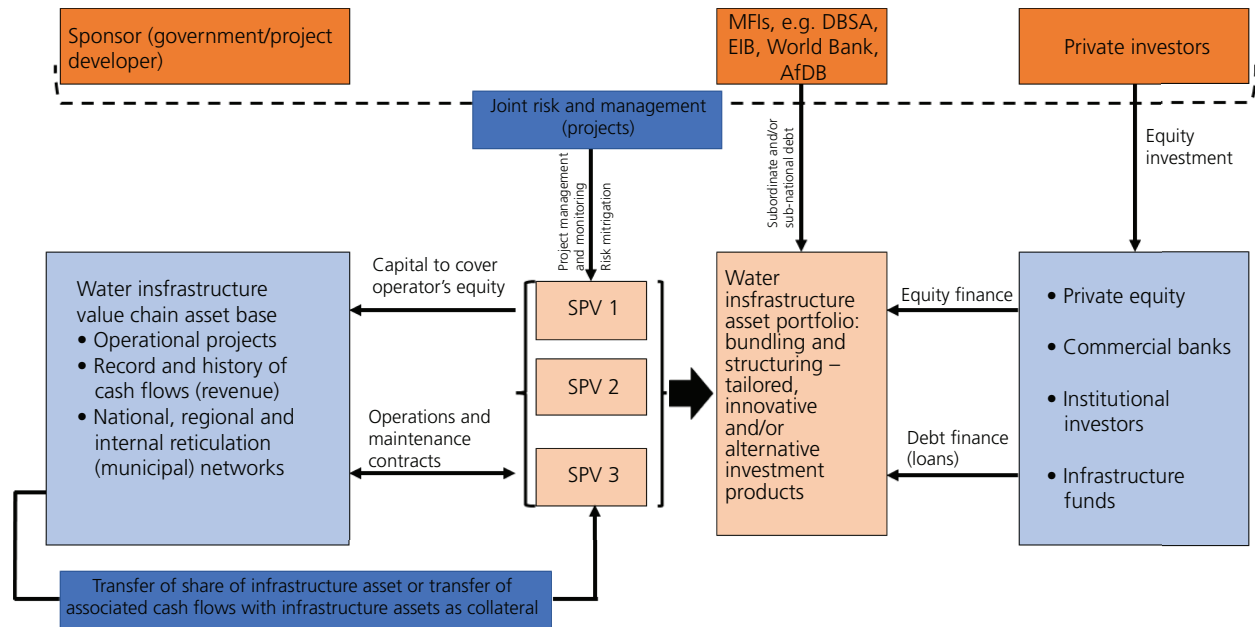 Sponsor (government/project
developer)
MFIs, e.g. DBSA,
EIB, World Bank,
AfDB
Private investors
Joint risk and management
(projects)
Project management
and monitoring
Risk mitrigation
Subordinate and/or
sub-national debt
Equity
investment
Water insfrastructure
value chain asset base
• Operational projects
• Record and history of
cash flows (revenue)
• National, regional and
internal reticulation
(municipal) networks
Capital to cover
operator’s equity
Operations and
maintenance
contracts
SPV 1
SPV 2
SPV 3
Water
insfrastructure
asset portfolio:
bundling and
structuring –
tailored,
innovative
and/or
alternative
investment
products
Equity finance
Debt finance
(loans)
• Private equity
• Commercial banks
• Institutional
investors
• Infrastructure
funds
Transfer of share of infrastructure asset or transfer of
associated cash flows with infrastructure assets as collateral